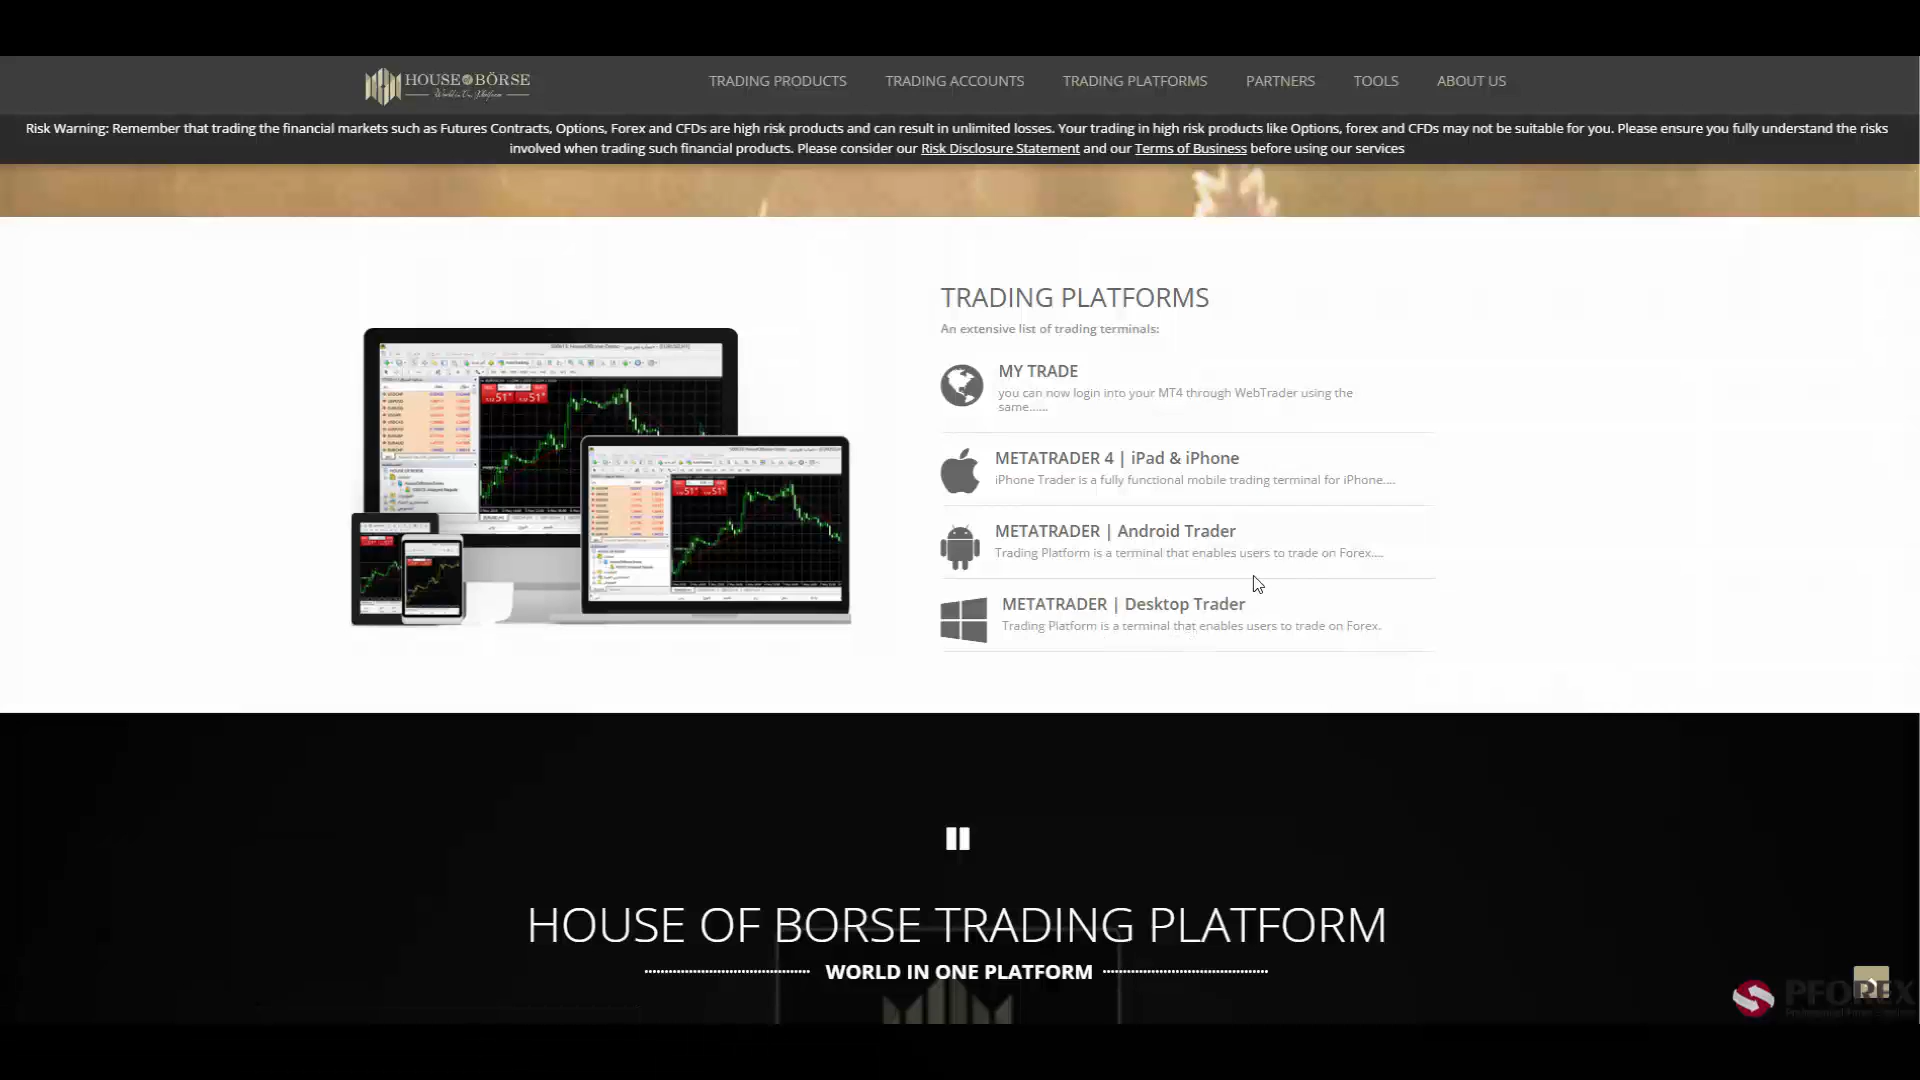 HOUSE OF BÖRSE
World in One Platform
TRADING PRODUCTS
TRADING ACCOUNTS
TRADING PLATFORMS
PARTNERS
TOOLS
ABOUT US
Risk Warning: Remember that trading the financial markets such as Futures Contracts, Options, Forex and CFDs are high risk products and can result in unlimited losses. Your trading in high risk products like Options, forex and CFDs may not be suitable for you. Please ensure you fully understand the risks
involved when trading such financial products. Please consider our Risk Disclosure Statement and our Terms of Business before using our services
TRADING PLATFORMS
An extensive list of trading terminals:
MY TRADE
you can now login into your MT4 through WebTrader using the
same......
METATRADER 4 | iPad & iPhone
iPhone Trader is a fully functional mobile trading terminal for iPhone....
METATRADER | Android Trader
Trading Platform is a terminal that enables users to trade on Forex....
METATRADER | Desktop Trader
Trading Platform is a terminal that enables users to trade on Forex.
HOUSE OF BORSE TRADING PLATFORM
WORLD IN ONE PLATFORM
PFOREX